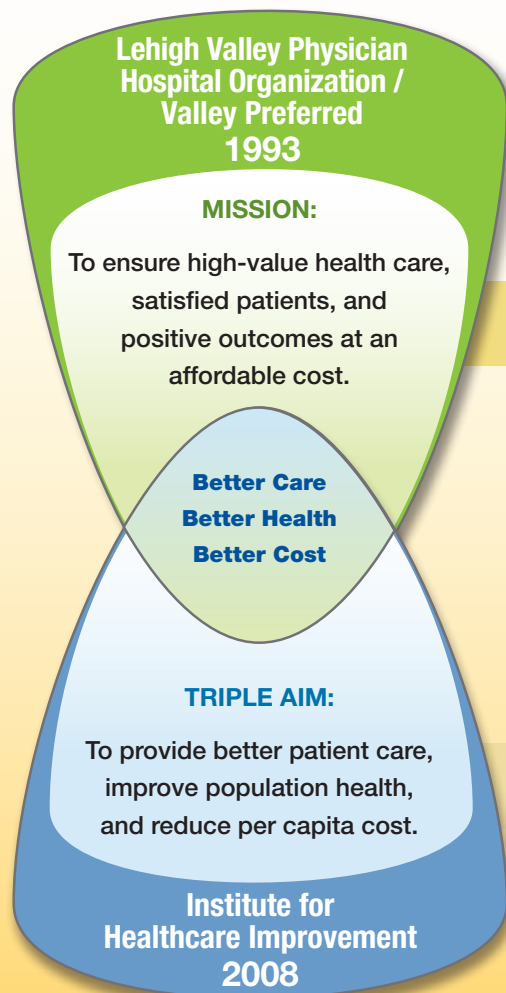 Lehigh Valley Physician
Hospital Organization /
Valley Preferred
1993
MISSION:
To ensure high-value health care,
satisfied patients, and
positive outcomes at an
affordable cost.
Better Care
Better Health
Better Cost
TRIPLE AIM:
To provide better patient care,
improve population health,
and reduce per capita cost.
Institute for
Healthcare Improvement
2008